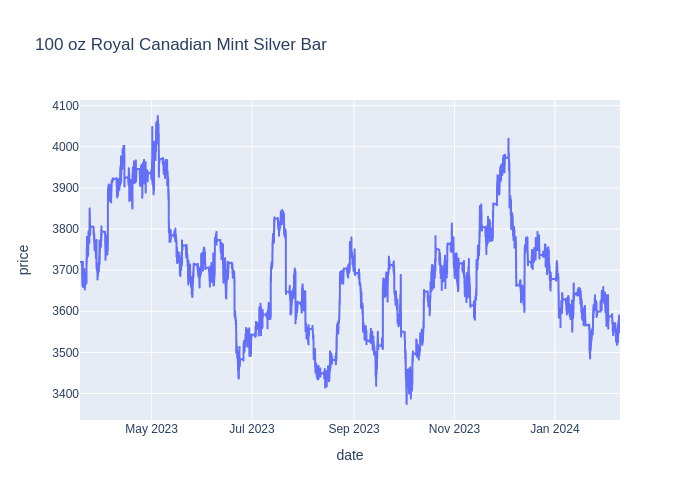 100 oz Royal Canadian Mint Silver Bar
4100
4000
3900
3800
3700
3600
3500
3400
price
May 2023
Jul 2023
Sep 2023
Nov 2023
Jan 2024
date